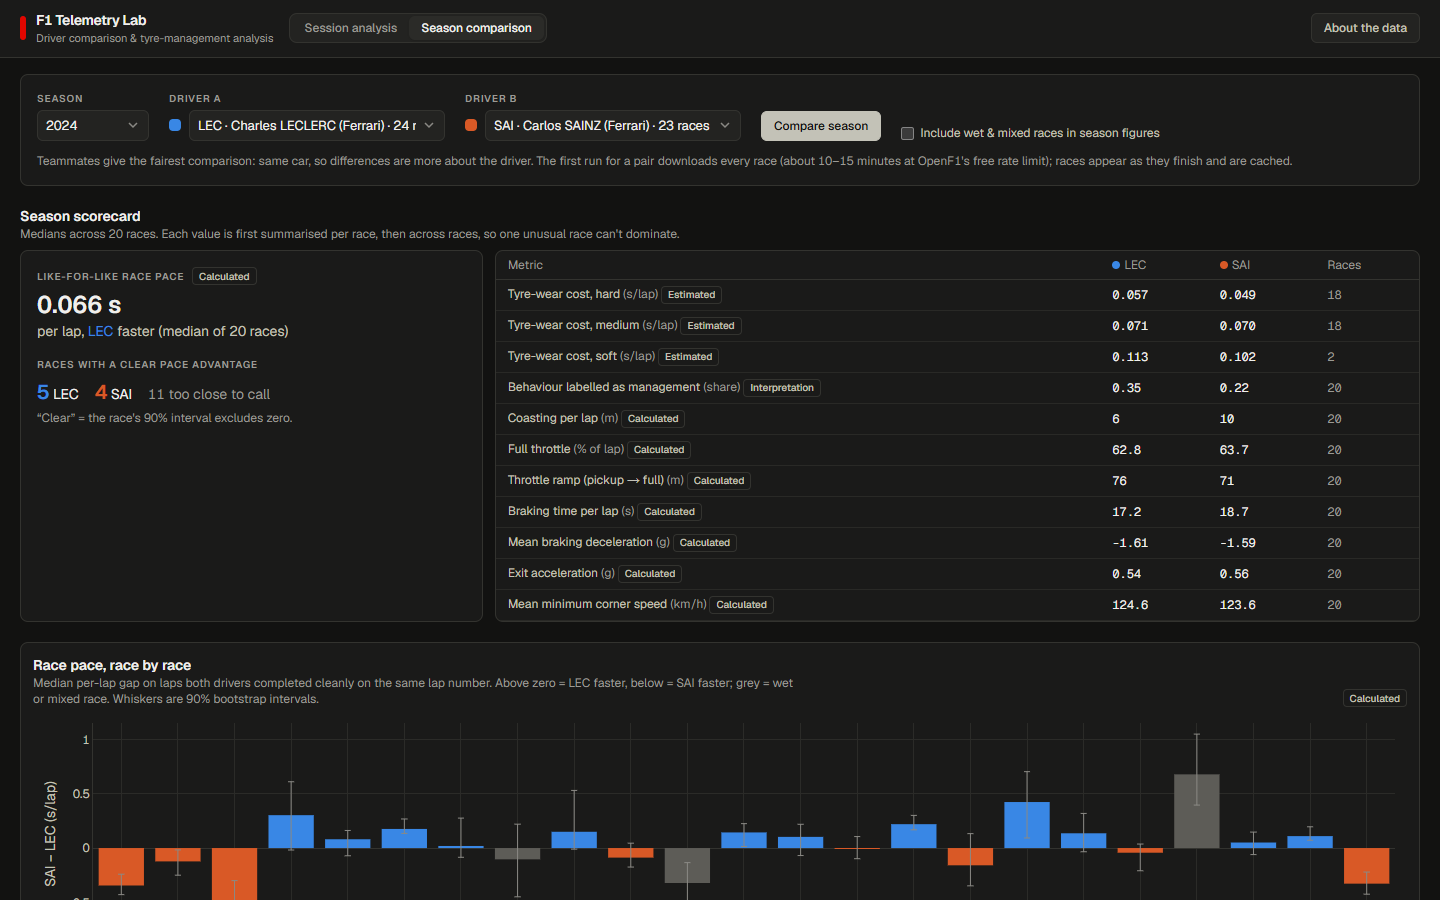 F1 Telemetry Lab
Driver comparison & tyre-management analysis
Session analysis
Season comparison
About the data
SEASON
DRIVER A
DRIVER B
2024
LEC · Charles LECLERC (Ferrari) · 24 r
SAI · Carlos SAINZ (Ferrari) · 23 races
Compare season
Include wet & mixed races in season figures
Teammates give the fairest comparison: same car, so differences are more about the driver. The first run for a pair downloads every race (about 10–15 minutes at OpenF1's free rate limit); races appear as they finish and are cached.
Season scorecard
Medians across 20 races. Each value is first summarised per race, then across races, so one unusual race can't dominate.
LIKE-FOR-LIKE RACE PACE Calculated
0.066 s
per lap, LEC faster (median of 20 races)
RACES WITH A CLEAR PACE ADVANTAGE
5 LEC 4 SAI 11 too close to call
“Clear” = the race's 90% interval excludes zero.
Metric LEC SAI Races
Tyre-wear cost, hard (s/lap) Estimated 0.057 0.049 18
Tyre-wear cost, medium (s/lap) Estimated 0.071 0.070 18
Tyre-wear cost, soft (s/lap) Estimated 0.113 0.102 2
Behaviour labelled as management (share) Interpretation 0.35 0.22 20
Coasting per lap (m) Calculated 6 10 20
Full throttle (% of lap) Calculated 62.8 63.7 20
Throttle ramp (pickup → full) (m) Calculated 76 71 20
Braking time per lap (s) Calculated 17.2 18.7 20
Mean braking deceleration (g) Calculated -1.61 -1.59 20
Exit acceleration (g) Calculated 0.54 0.56 20
Mean minimum corner speed (km/h) Calculated 124.6 123.6 20
Race pace, race by race
Median per-lap gap on laps both drivers completed cleanly on the same lap number. Above zero = LEC faster, below = SAI faster; grey = wet
or mixed race. Whiskers are 90% bootstrap intervals.
Calculated
1
0.5
0
SAI − LEC (s/lap)